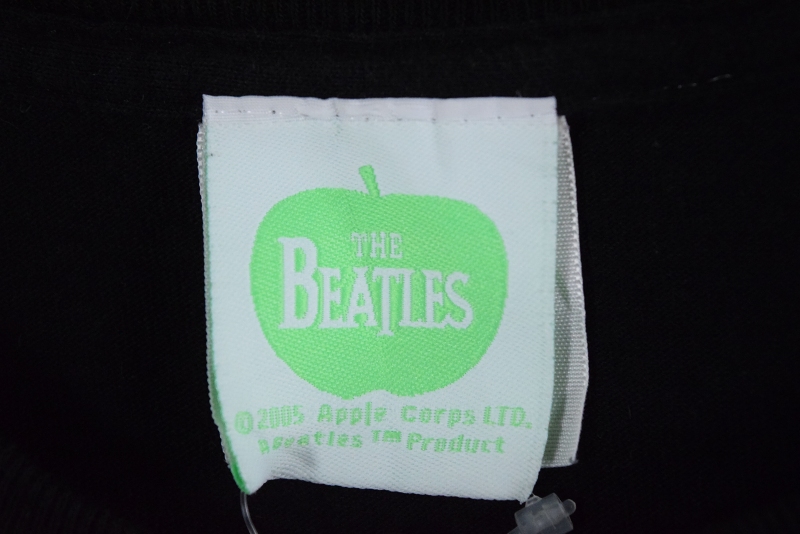 THE
BEATLES
©2005 Apple Corps LTD.
A Beatles™ Product